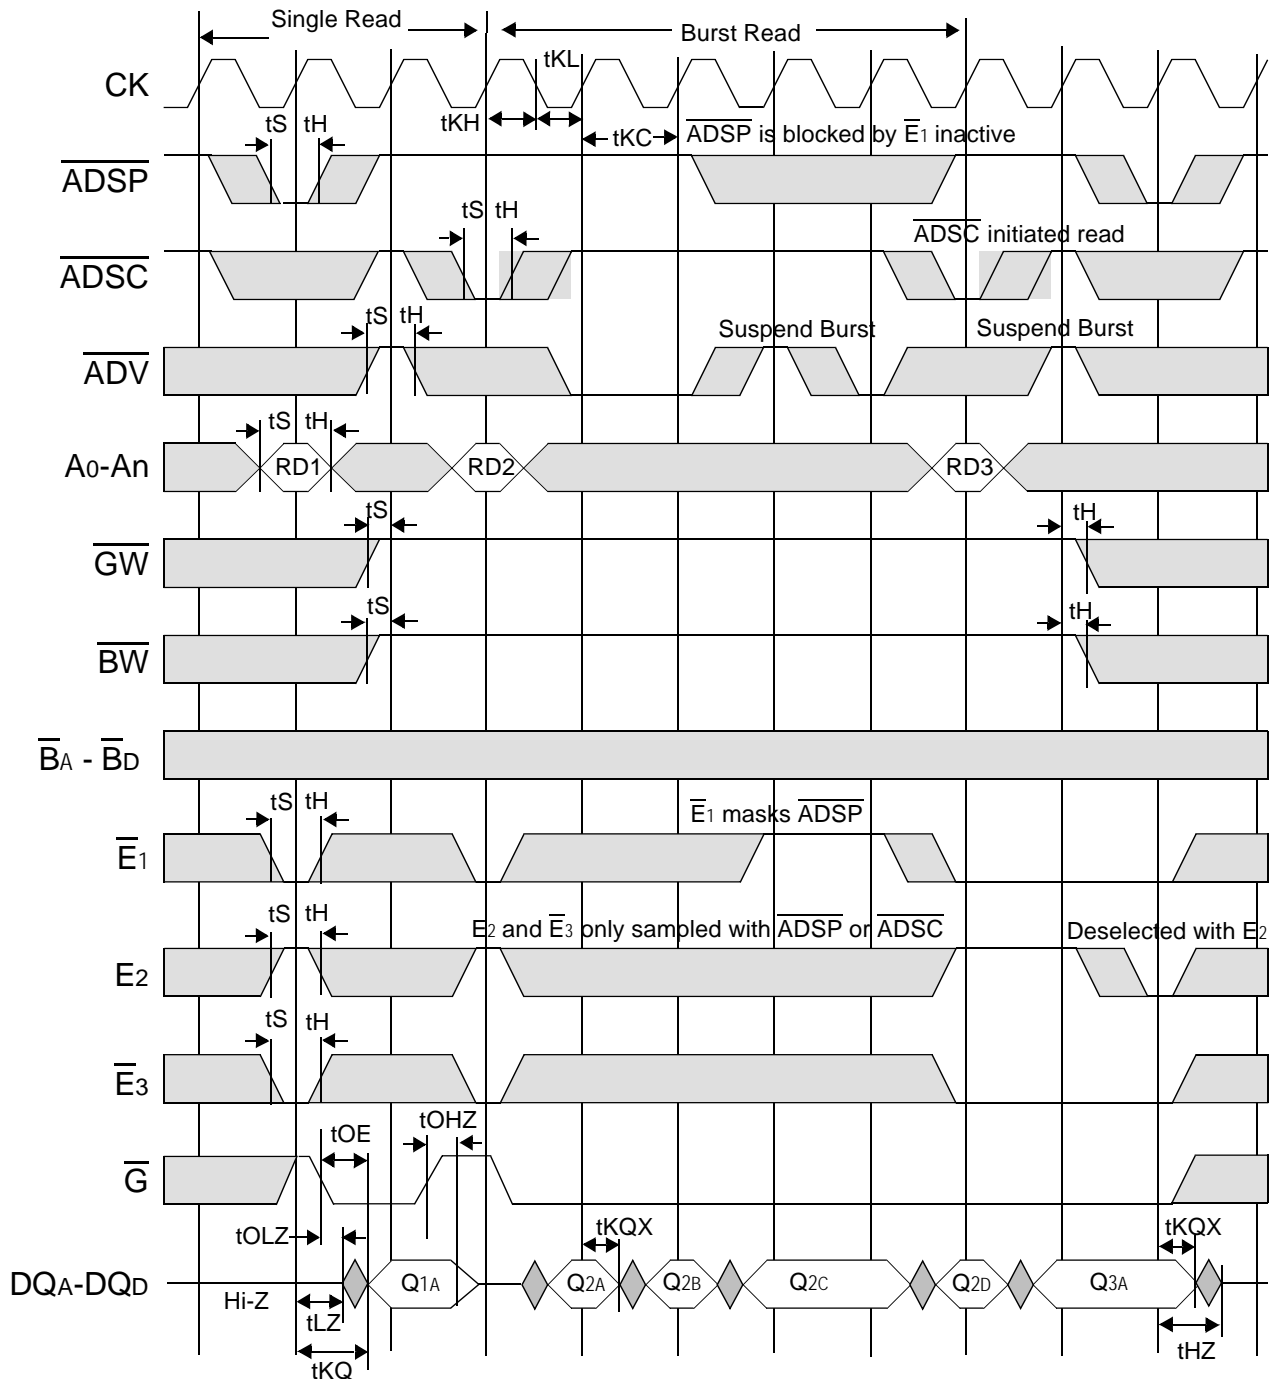 Single Read
Burst Read
CK
tKL
tKH
tKC
ADSP is blocked by E1 inactive
tS tH
ADSP
tS tH
ADSC initiated read
ADSC
tS tH
Suspend Burst
Suspend Burst
ADV
tS tH
A0-An
RD1
RD2
RD3
tS
tH
GW
tS
tH
BW
BA - BD
tS tH
E1 masks ADSP
E1
tS tH
E2 and E3 only sampled with ADSP or ADSC
Deselected with E2
E2
tS tH
E3
tOE
tOHZ
G
tOLZ
tKQX
tKQX
DQA-DQD
Q1A
Q2A
Q2B
Q2C
Q2D
Q3A
Hi-Z
tLZ
tHZ
tKQ